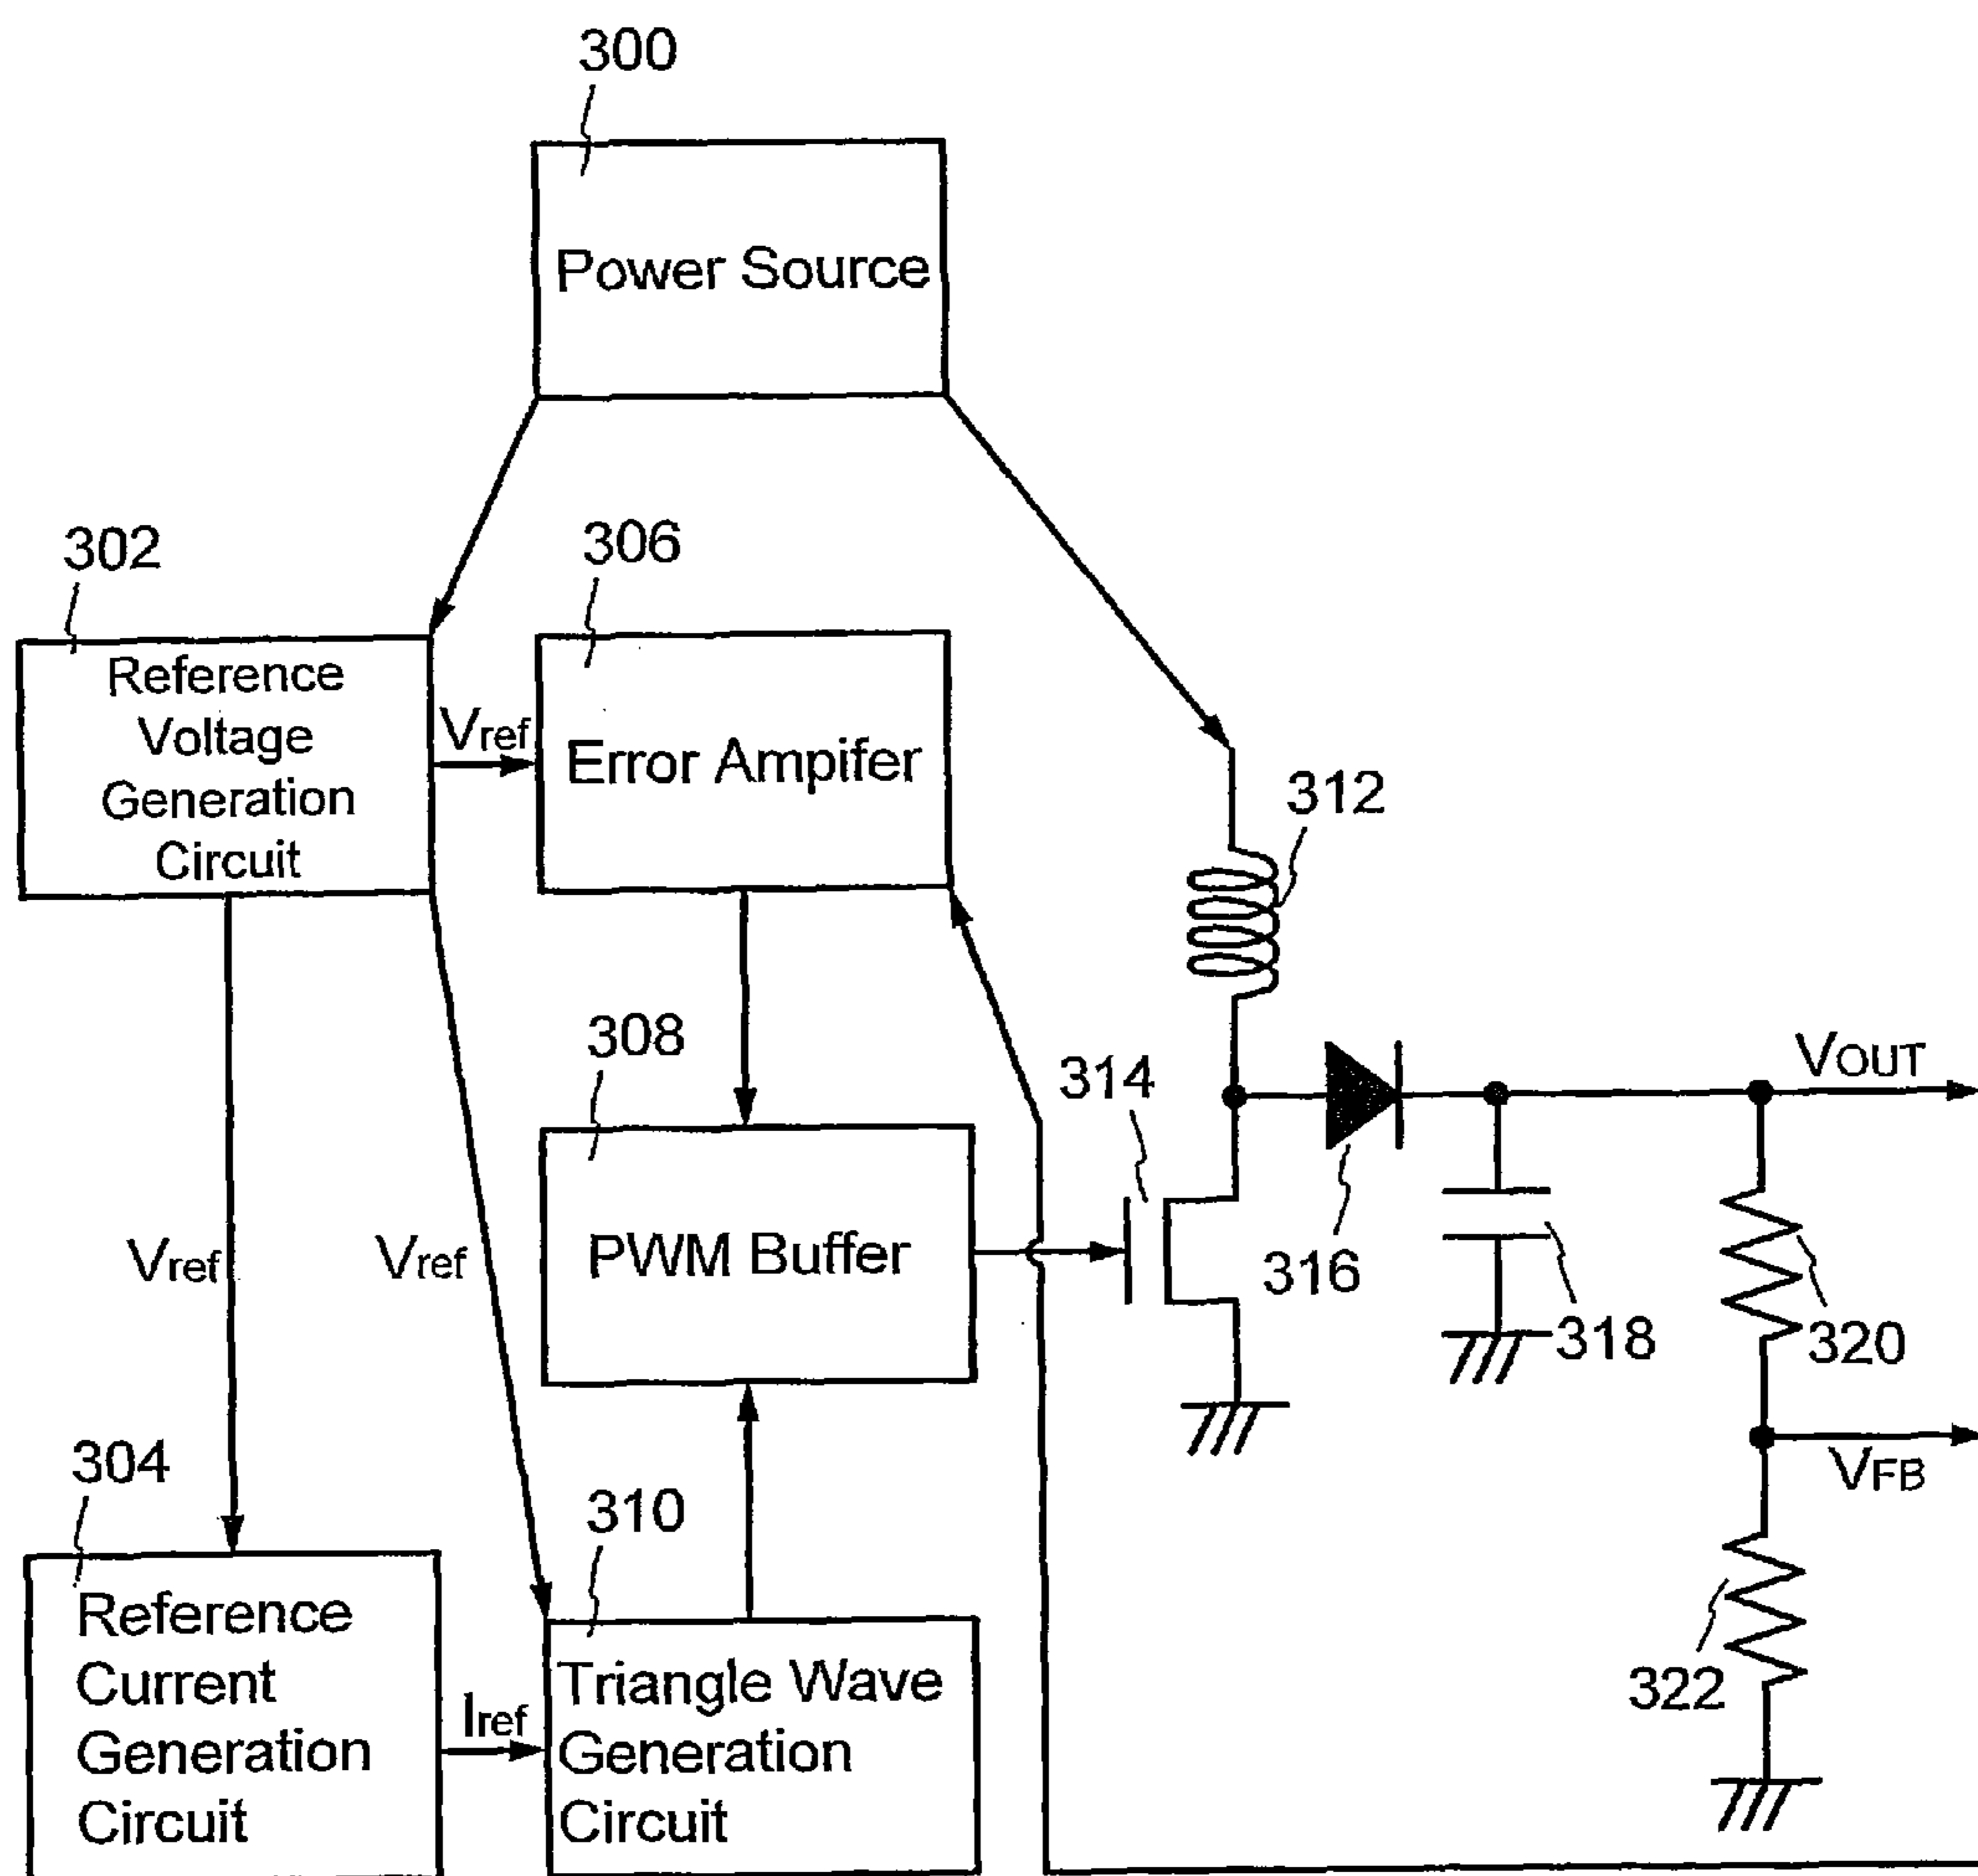 300
Power Source
302
306
Reference
Voltage
Generation
Circuit
Vref
Error Ampifer
312
308
314
VOUT
PWM Buffer
Vref
Vref
316
318
320
304
310
VFB
Reference
Current
Generation
Circuit
Iref
Triangle Wave
Generation
Circuit
322